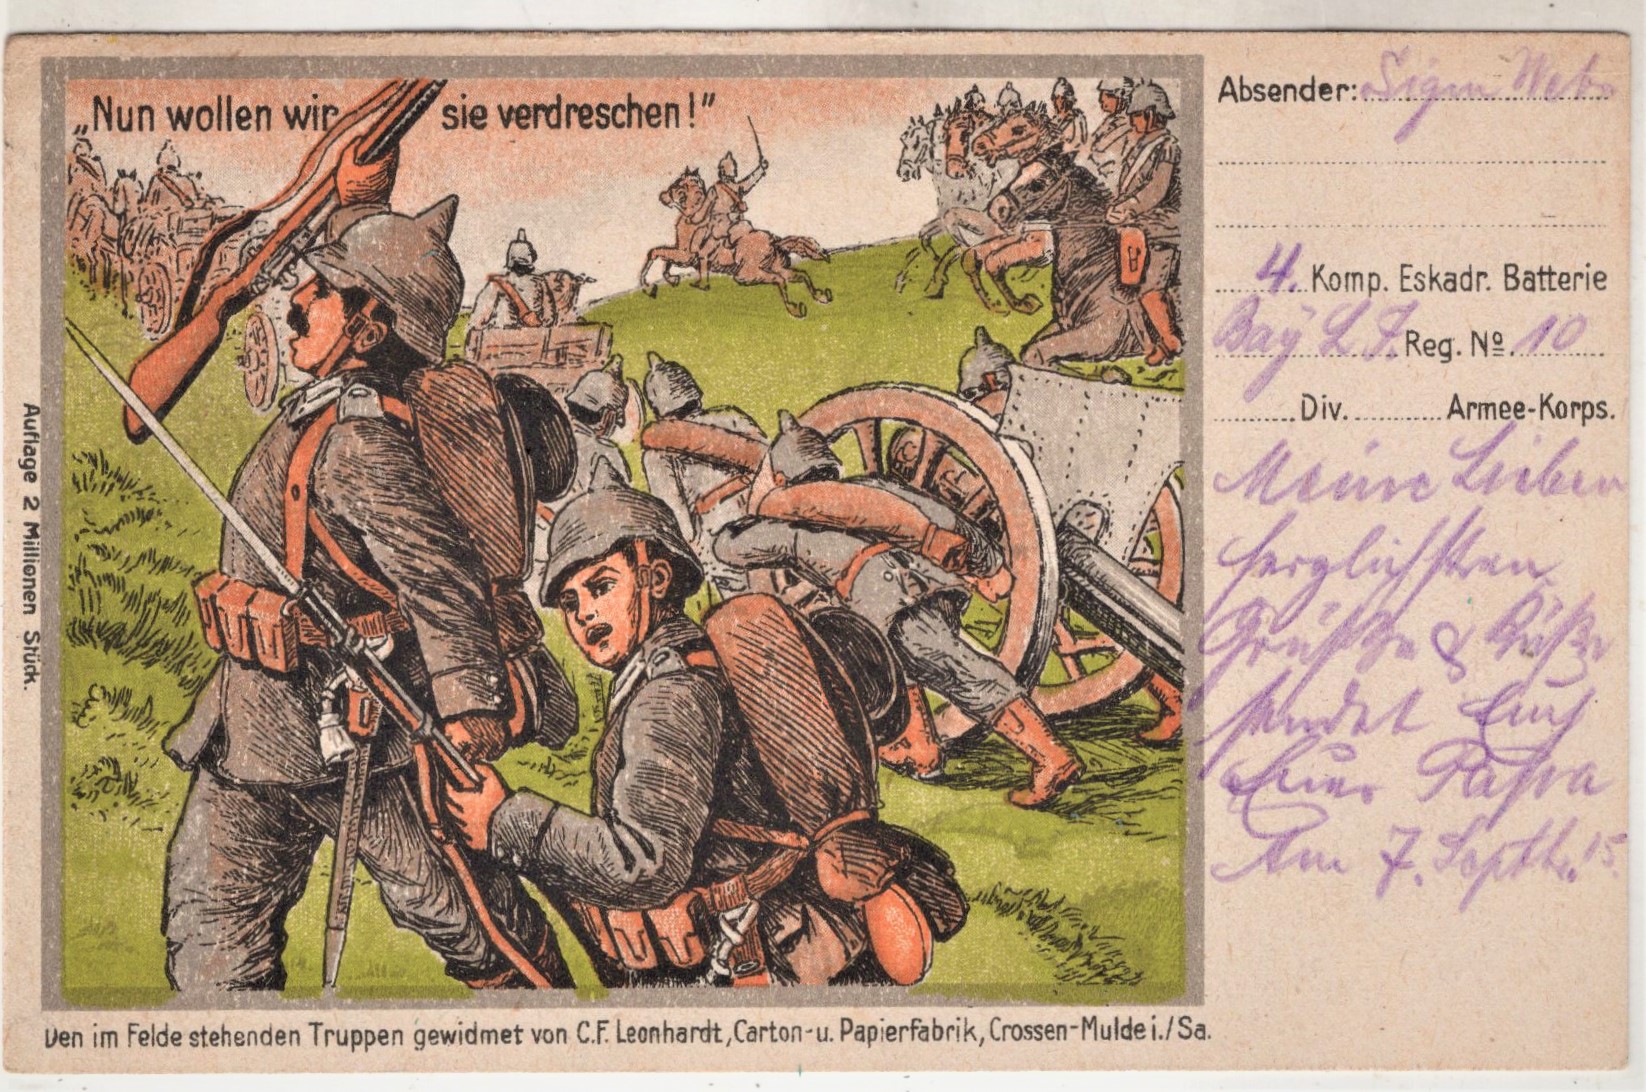 „Nun wollen wir sie verdreschen!”
Absender: Sigm Web
4. Komp. Eskadr. Batterie
Bay L. I. Reg. № 10
Div. Armee-Korps.
Meine Lieben
herzlichsten
Grüße & Küße
sendet Euch
Euer Papa
Am 7. Septb. 15.
Auflage 2 Millionen Stück.
Den im Felde stehenden Truppen gewidmet von C.F. Leonhardt, Carton- u. Papierfabrik, Crossen-Mulde i./Sa.